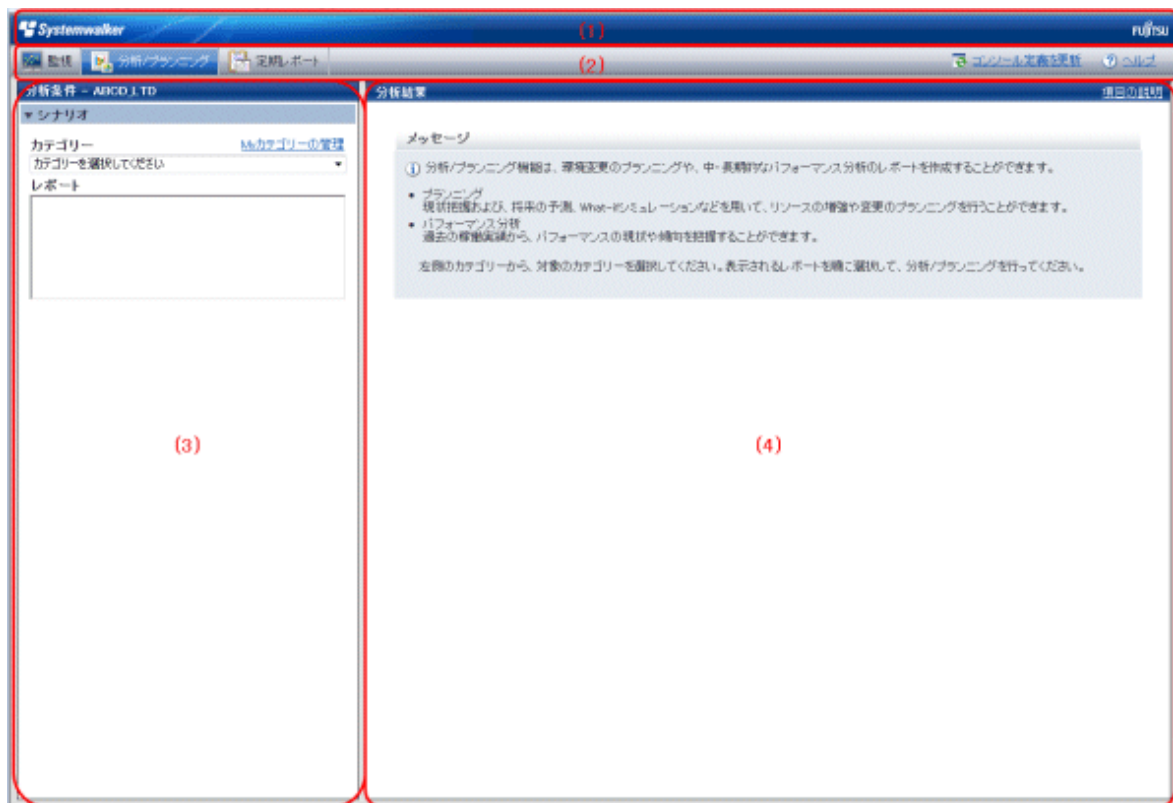 Systemwalker
(1)
FUJITSU
監視
分析/プランニング
定期レポート
(2)
コンソール定義を更新
ヘルプ
分析条件 - ABCD_LTD
分析結果
項目の説明
シナリオ
カテゴリー
Myカテゴリーの管理
カテゴリーを選択してください
レポート
メッセージ
分析/プランニング機能は、環境変更のプランニングや、中・長期的なパフォーマンス分析のレポートを作成することができます。
• プランニング
現状把握および、将来の予測、What-ifシミュレーションなどを用いて、リソースの増強や変更のプランニングを行うことができます。
• パフォーマンス分析
過去の稼働実績から、パフォーマンスの現状や傾向を把握することができます。
左側のカテゴリーから、対象のカテゴリーを選択してください。表示されるレポートを順に選択して、分析/プランニングを行ってください。
(3)
(4)